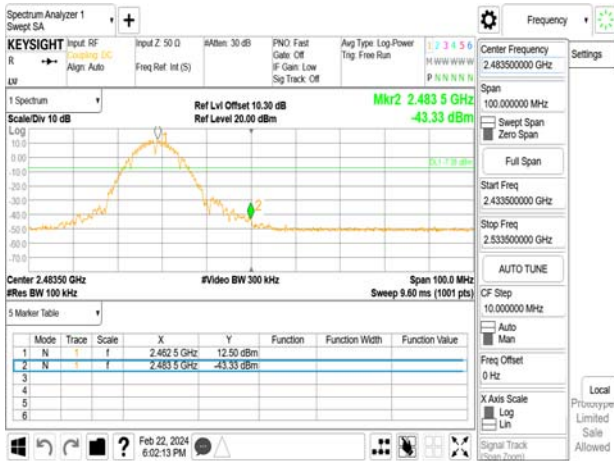 Spectrum Analyzer 1
Swept SA
Frequency
KEYSIGHT
R
Input: RF
Coupling: DC
Align: Auto
Input Z: 50 Ω
Freq Ref: Int (S)
#Atten: 30 dB
PNO: Fast
Gate: Off
IF Gain: Low
Sig Track: Off
Avg Type: Log-Power
Trig: Free Run
1 2 3 4 5 6
M W W W W W
P N N N N N
1 Spectrum
Scale/Div 10 dB
Log
Ref Lvl Offset 10.30 dB
Ref Level 20.00 dBm
Mkr2 2.483 5 GHz
-43.33 dBm
10.0
0.00
-10.0
-20.0
-30.0
-40.0
-50.0
-60.0
-70.0
2
Center 2.48350 GHz
#Res BW 100 kHz
#Video BW 300 kHz
Span 100.0 MHz
Sweep 9.60 ms (1001 pts)
5 Marker Table
Mode Trace Scale X Y Function Function Width Function Value
1 N 1 f 2.462 5 GHz 12.50 dBm
2 N 1 f 2.483 5 GHz -43.33 dBm
3
4
5
6
Feb 22, 2024
6:02:13 PM
?
Center Frequency
2.483500000 GHz
Settings
Span
100.000000 MHz
Swept Span
Zero Span
Full Span
Start Freq
2.433500000 GHz
Stop Freq
2.533500000 GHz
AUTO TUNE
CF Step
10.000000 MHz
Auto
Man
Freq Offset
0 Hz
X Axis Scale
Log
Lin
Signal Track
(Span Zoom)
Local
Prototype
Limited
Sale
Allowed